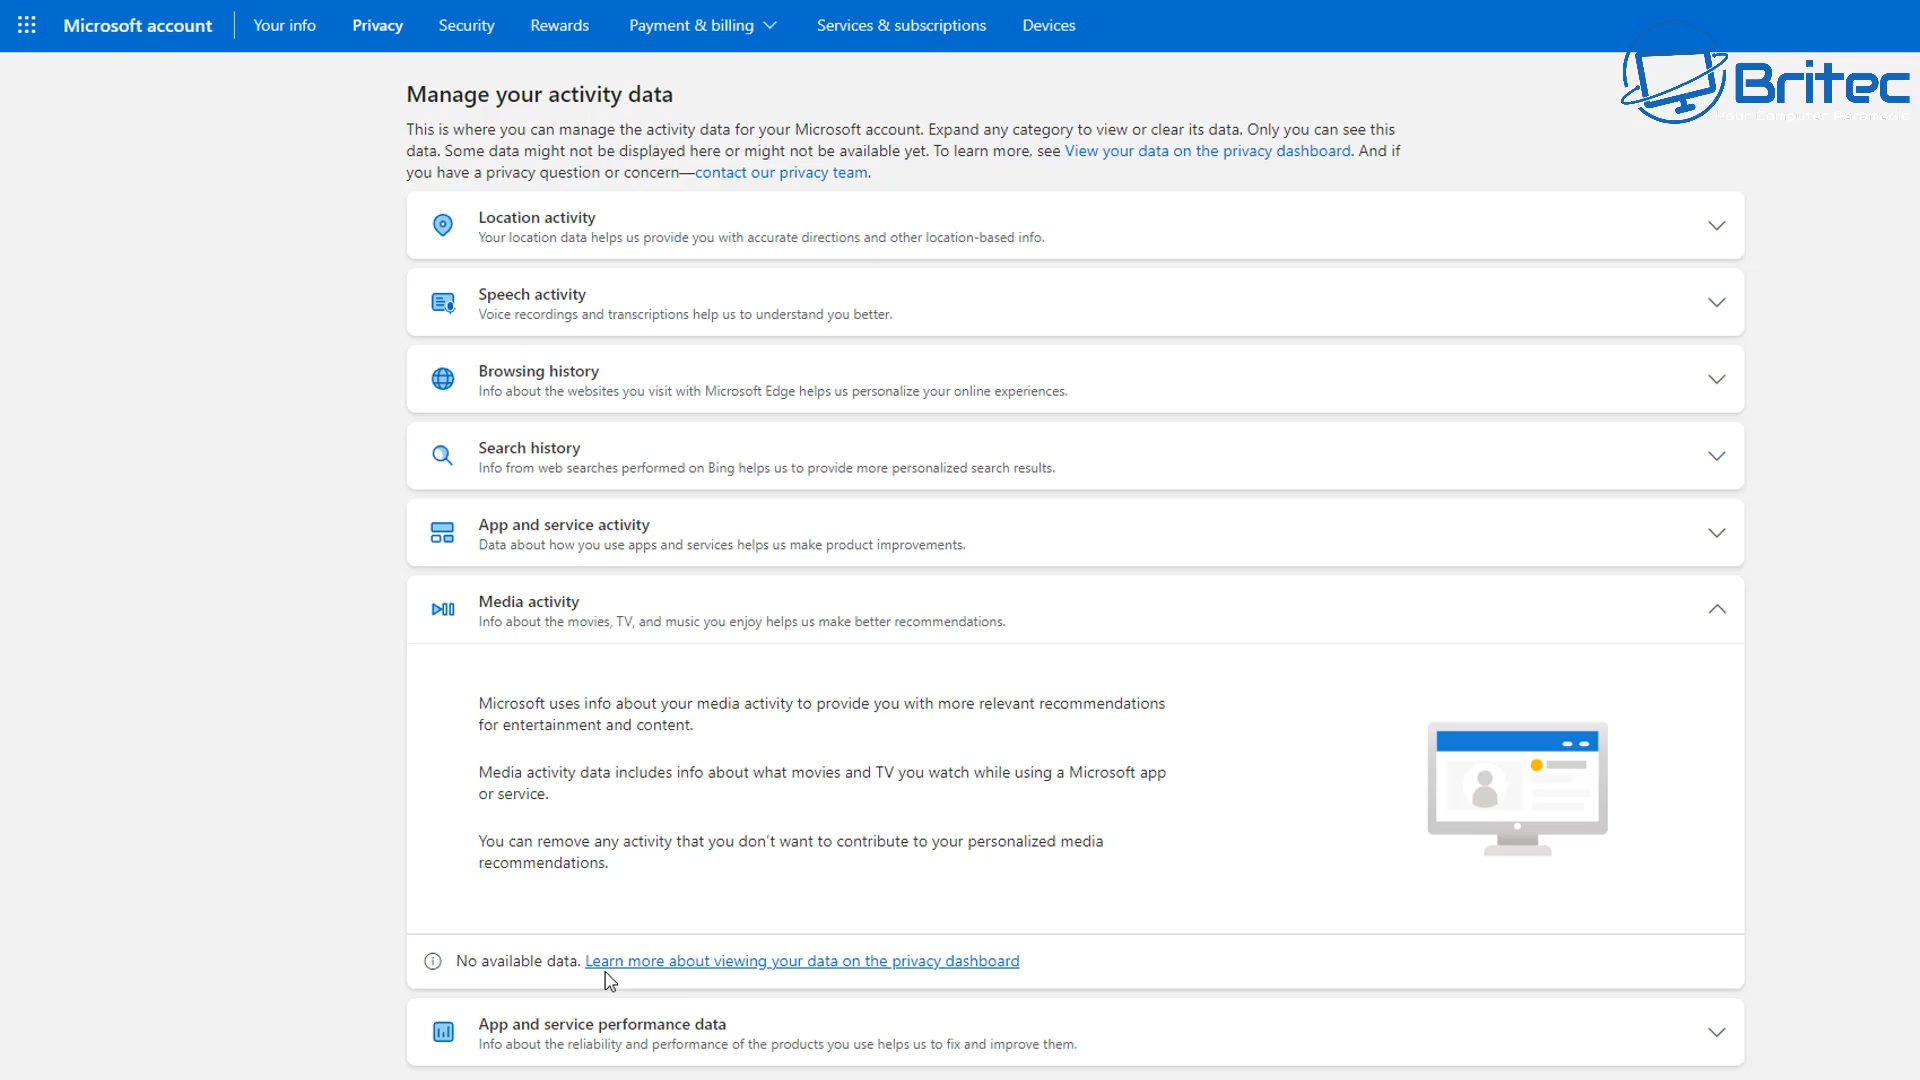 Microsoft account Your info Privacy Security Rewards Payment & billing Services & subscriptions Devices
Britec
Your Computer Paramedic
Manage your activity data
This is where you can manage the activity data for your Microsoft account. Expand any category to view or clear its data. Only you can see this
data. Some data might not be displayed here or might not be available yet. To learn more, see View your data on the privacy dashboard. And if
you have a privacy question or concern—contact our privacy team.
Location activity
Your location data helps us provide you with accurate directions and other location-based info.
Speech activity
Voice recordings and transcriptions help us to understand you better.
Browsing history
Info about the websites you visit with Microsoft Edge helps us personalize your online experiences.
Search history
Info from web searches performed on Bing helps us to provide more personalized search results.
App and service activity
Data about how you use apps and services helps us make product improvements.
Media activity
Info about the movies, TV, and music you enjoy helps us make better recommendations.
Microsoft uses info about your media activity to provide you with more relevant recommendations
for entertainment and content.
Media activity data includes info about what movies and TV you watch while using a Microsoft app
or service.
You can remove any activity that you don't want to contribute to your personalized media
recommendations.
No available data. Learn more about viewing your data on the privacy dashboard
App and service performance data
Info about the reliability and performance of the products you use helps us to fix and improve them.